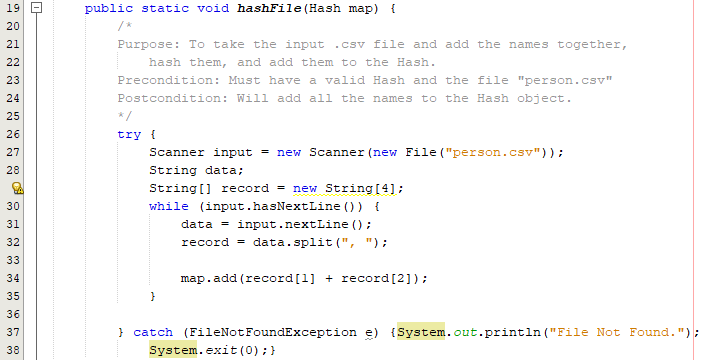 19 public static void hashFile(Hash map) {
20 /*
21 Purpose: To take the input .csv file and add the names together,
22 hash them, and add them to the Hash.
23 Precondition: Must have a valid Hash and the file "person.csv"
24 Postcondition: Will add all the names to the Hash object.
25 */
26 try {
27 Scanner input = new Scanner(new File("person.csv"));
28 String data;
String[] record = new String[4];
30 while (input.hasNextLine()) {
31 data = input.nextLine();
32 record = data.split(", ");
33
34 map.add(record[1] + record[2]);
35 }
36
37 } catch (FileNotFoundException e) {System.out.println("File Not Found.");
38 System.exit(0);}